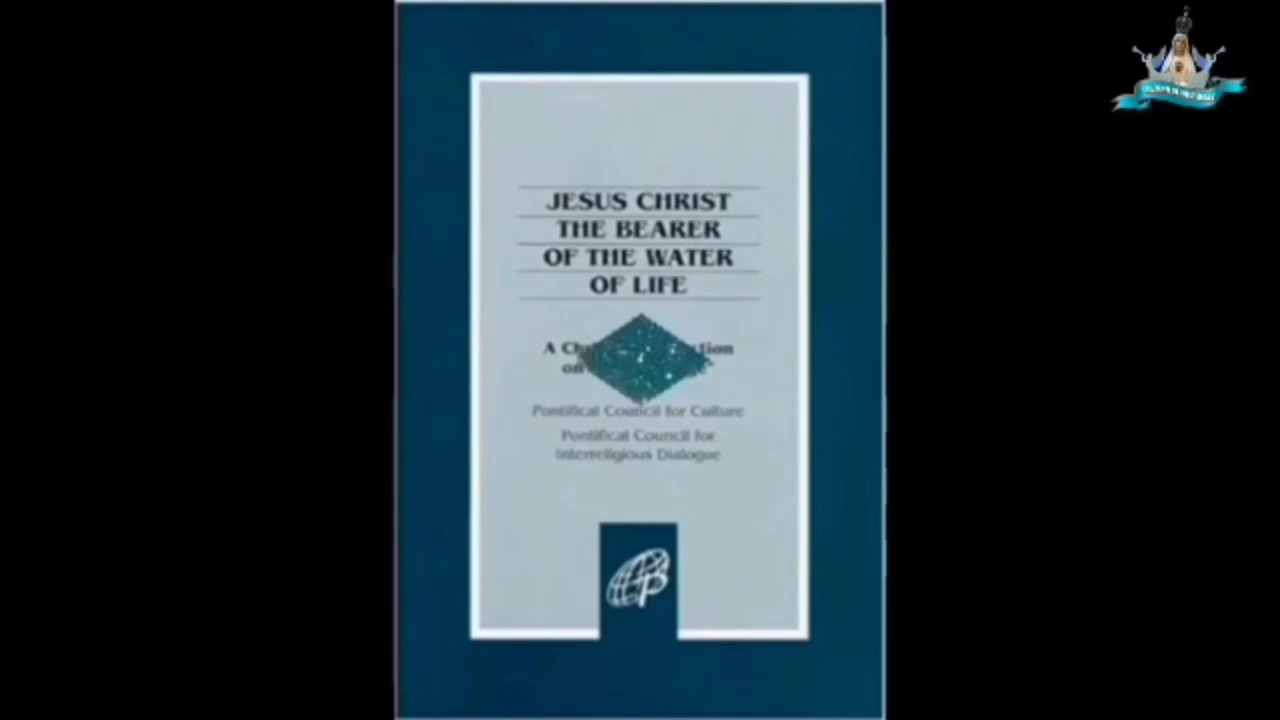 JESUS CHRIST
THE BEARER
OF THE WATER
OF LIFE
A
Pontifical Council for Culture
Pontifical Council for
Interreligious Dialogue